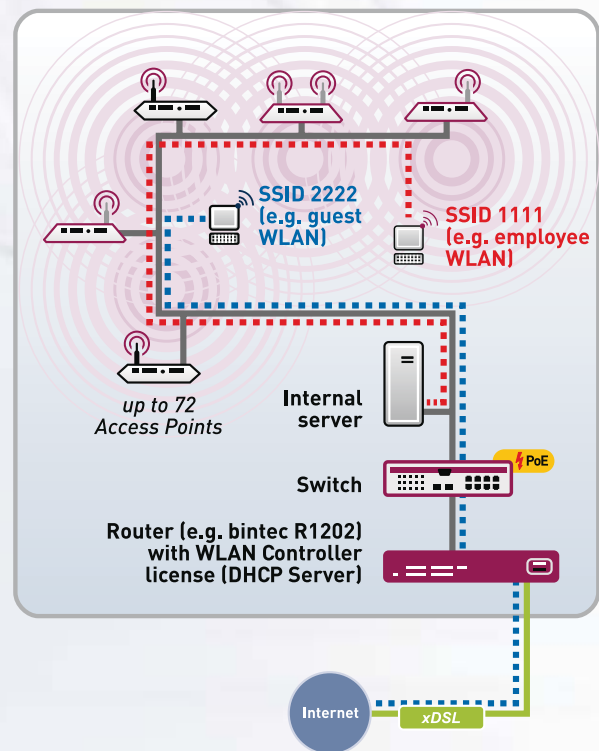 SSID 2222
(e.g. guest
WLAN)
SSID 1111
(e.g. employee
WLAN)
up to 72
Access Points
Internal
server
PoE
Switch
Router (e.g. bintec R1202)
with WLAN Controller
license (DHCP Server)
Internet
xDSL